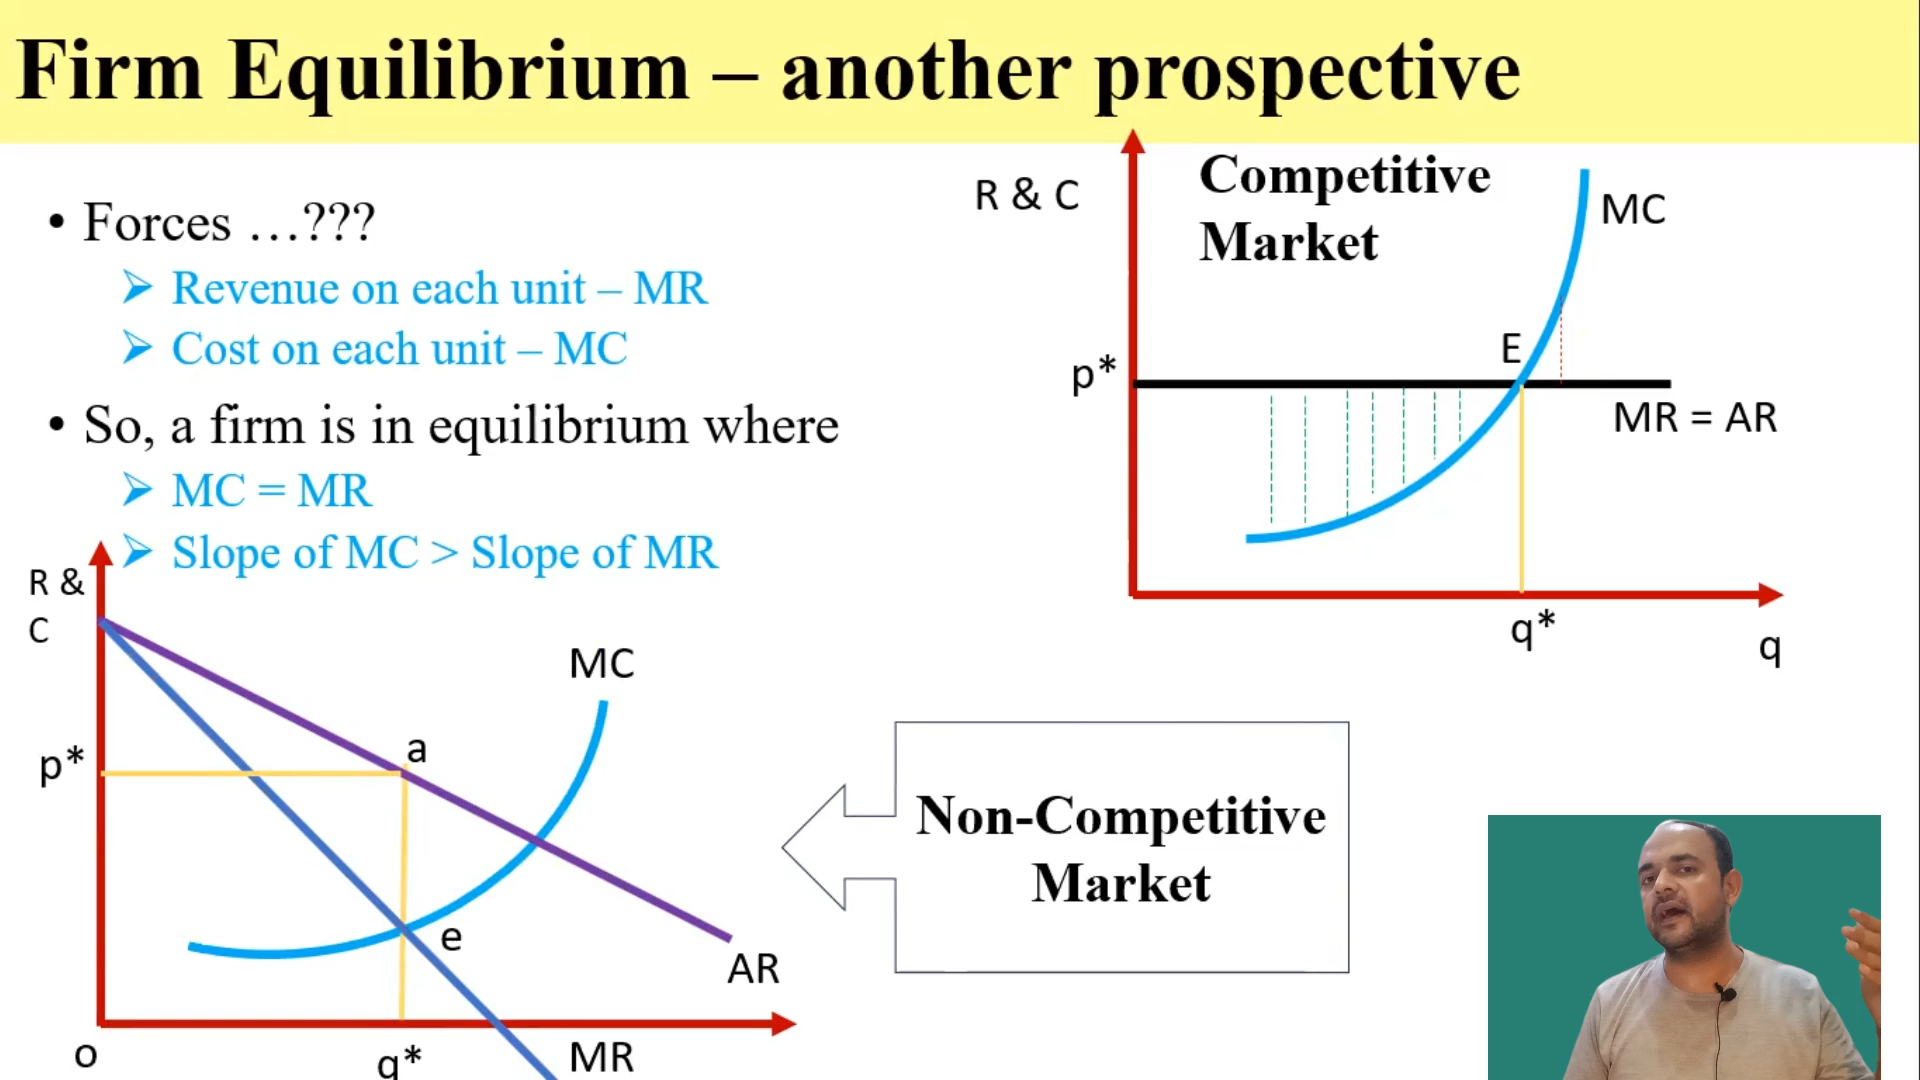 Firm Equilibrium – another prospective
• Forces …???
➢ Revenue on each unit – MR
➢ Cost on each unit – MC
• So, a firm is in equilibrium where
➢ MC = MR
➢ Slope of MC > Slope of MR
R & C
Competitive
Market
MC
E
p*
MR = AR
q*
q
R &
C
MC
p*
a
e
AR
o
q*
MR
Non-Competitive
Market